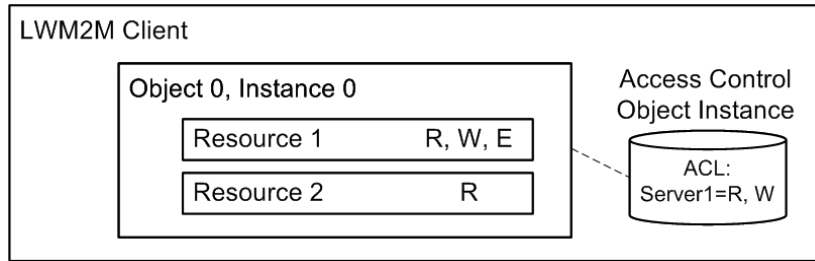 LWM2M Client
Object 0, Instance 0
Resource 1 R, W, E
Resource 2 R
Access Control
Object Instance
ACL:
Server1=R, W